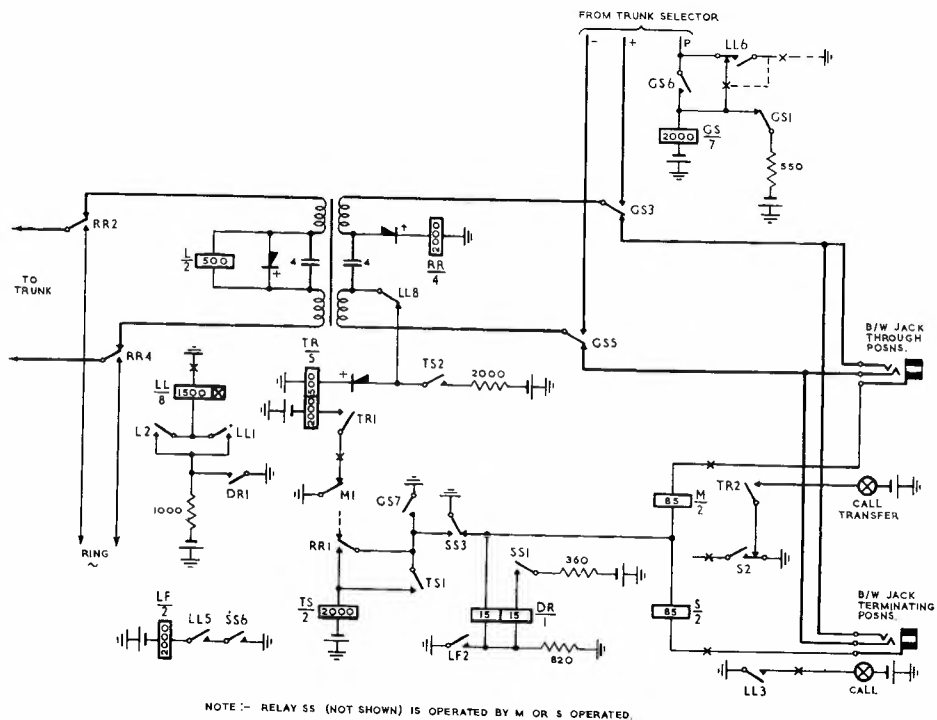 FROM TRUNK SELECTOR
- + P
LL6
GS6
GS1
2000
GS
7
550
RR2
GS3
L
2
500
4
4
2000
RR
4
TO
TRUNK
LL8
GS5
B/W JACK
THROUGH
POSNS.
RR4
TR
5
LL
8
1500
500
2000
TS2
2000
L2
LL1
TR1
DR1
M1
1000
GS7
M
2
85
TR2
CALL
TRANSFER
RR1
SS3
SS1
360
S2
RING
~
TS1
LF
2
2000
LL5
SS6
TS
2
2000
15
15
DR
1
85
S
2
B/W JACK
TERMINATING
POSNS.
LF2
820
LL3
CALL
NOTE :- RELAY SS (NOT SHOWN) IS OPERATED BY M OR S OPERATED.